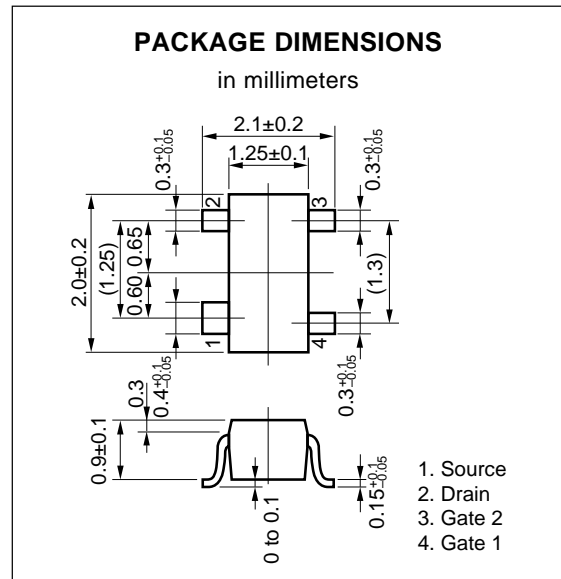 PACKAGE DIMENSIONS
in millimeters
2.1±0.2
1.25±0.1
0.3+0.1−0.05
0.3+0.1−0.05
2
3
2.0±0.2
(1.25)
0.65
0.60
(1.3)
1
4
0.3
0.4+0.1−0.05
0.3+0.1−0.05
0.9±0.1
0 to 0.1
0.15+0.1−0.05
1. Source
2. Drain
3. Gate 2
4. Gate 1